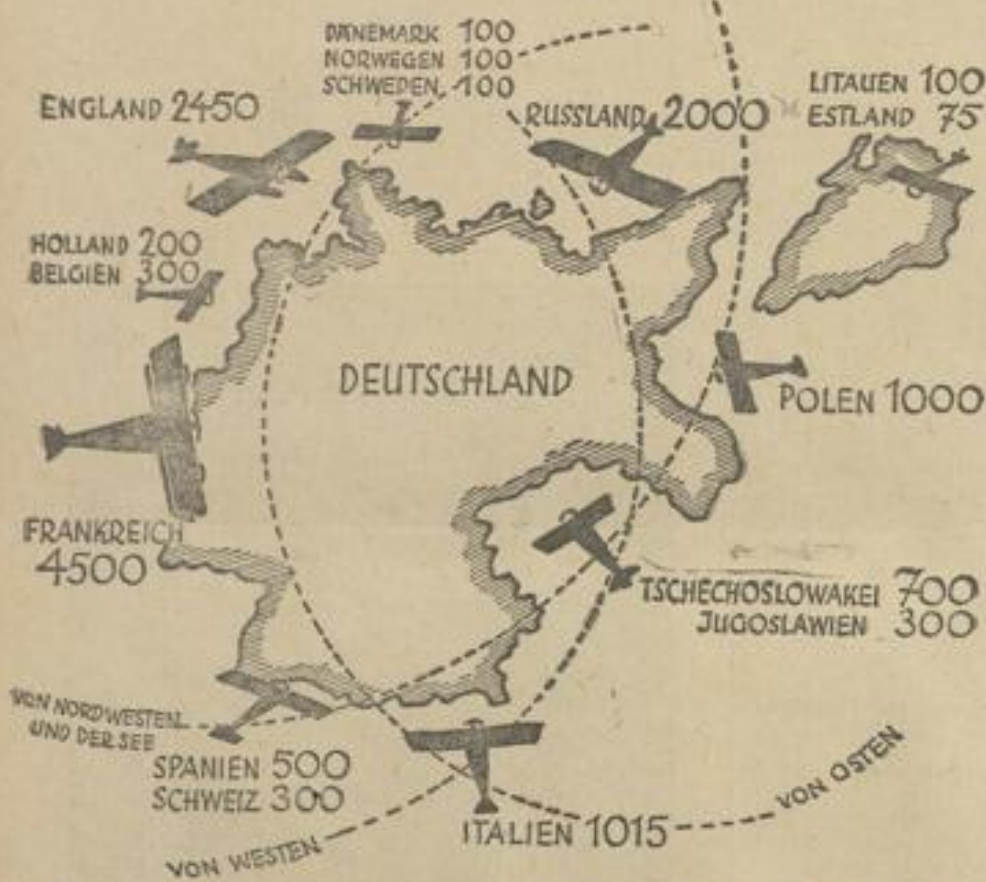 DÄNEMARK 100
NORWEGEN 100
SCHWEDEN 100
ENGLAND 2450
RUSSLAND 2000
LITAUEN 100
ESTLAND 75
HOLLAND 200
BELGIEN 300
DEUTSCHLAND
POLEN 1000
FRANKREICH
4500
TSCHECHOSLOWAKEI 700
JUGOSLAWIEN 300
VON NORDWESTEN
UND DER SEE
SPANIEN 500
SCHWEIZ 300
ITALIEN 1015
VON OSTEN
VON WESTEN